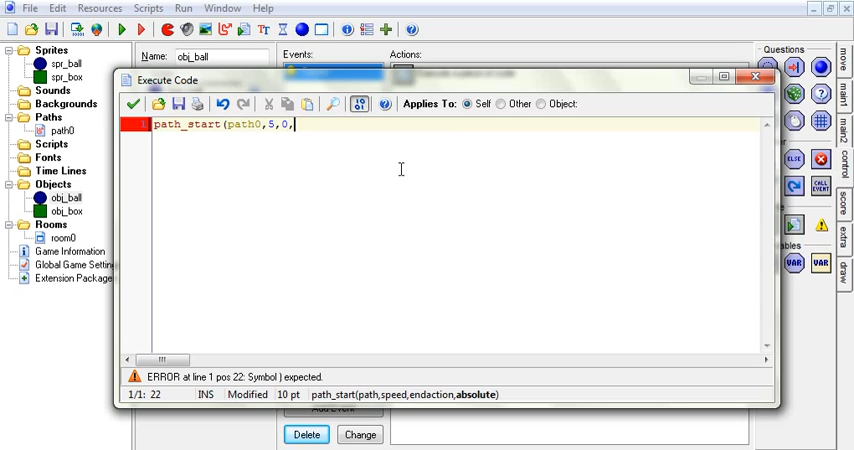 File Edit Resources Scripts Run Window Help
Name: obj_ball
Events:
Actions:
Sprites
spr_ball
spr_box
Sounds
Backgrounds
Paths
path0
Scripts
Fonts
Time Lines
Objects
obj_ball
obj_box
Rooms
room0
Game Information
Global Game Settin
Extension Package
Execute Code
Applies To: Self Other Object:
1 path_start(path0,5,0,
ERROR at line 1 pos 22: Symbol ) expected.
1/1: 22 INS Modified 10 pt path_start(path,speed,endaction,absolute)
Add Event
Delete Change
Questions
ELSE
CALL EVENT
VAR VAR
move
main1
main2
control
score
extra
draw